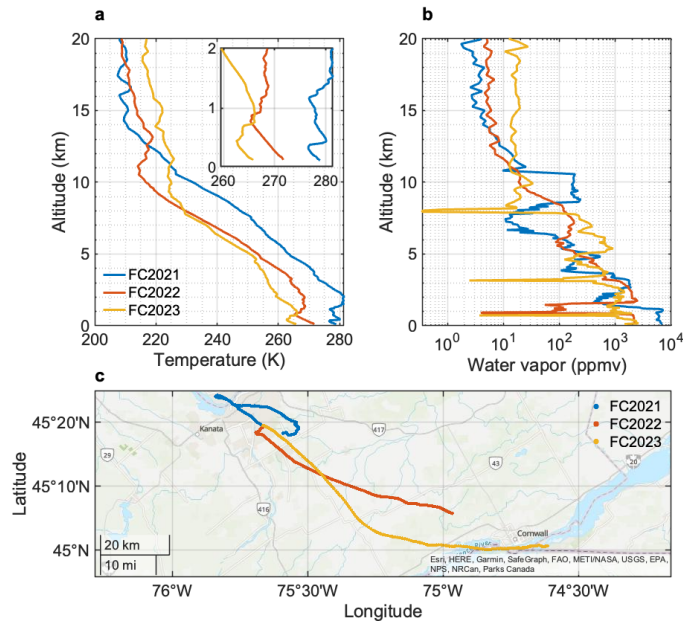 a
b
Altitude (km)
20
15
10
5
0
200
220
240
260
280
Temperature (K)
FC2021
FC2022
FC2023
2
1
0
260
270
280
Altitude (km)
20
15
10
5
0
10^0
10^1
10^2
10^3
10^4
Water vapor (ppmv)
c
Latitude
45°20'N
45°10'N
45°N
Kanata
417
FC2021
FC2022
FC2023
29
43
20
416
Cornwall
20 km
10 mi
Esri, HERE, Garmin, SafeGraph, FAO, METI/NASA, USGS, EPA,
NPS, NRCan, Parks Canada
76°W
75°30'W
75°W
74°30'W
Longitude